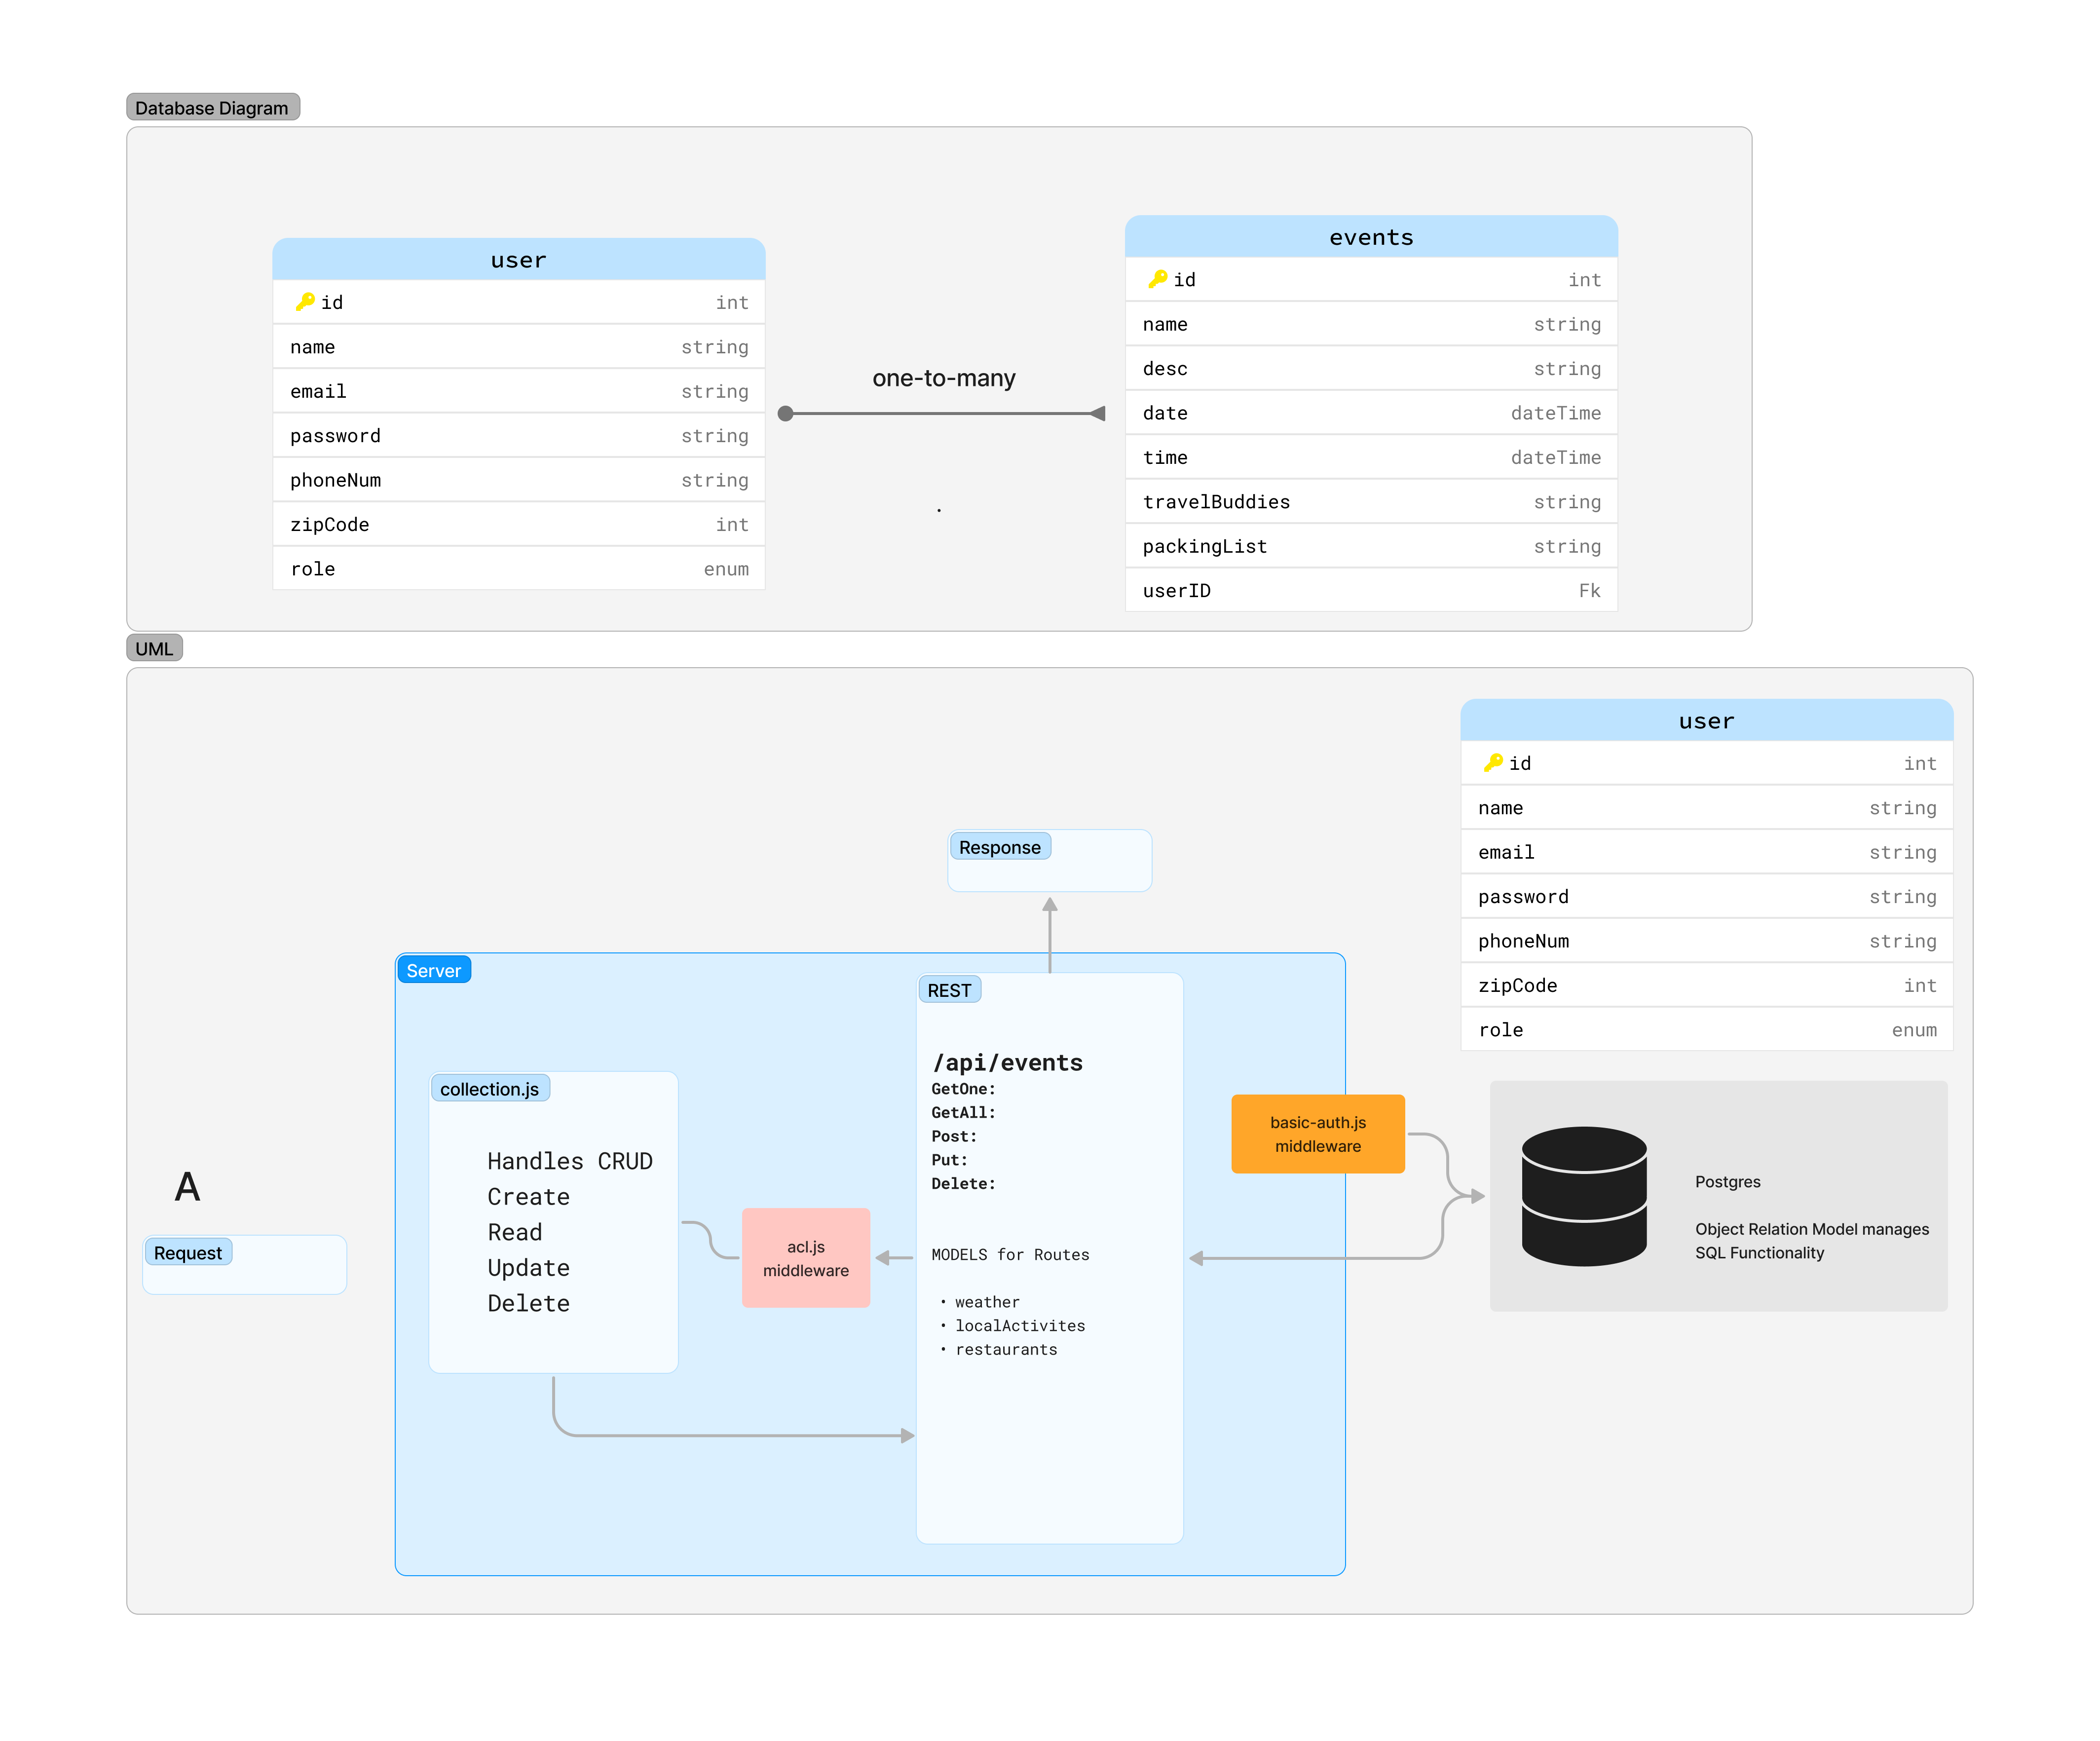 Database Diagram
user
id int
name string
email string
password string
phoneNum string
zipCode int
role enum
one-to-many
.
events
id int
name string
desc string
date dateTime
time dateTime
travelBuddies string
packingList string
userID Fk
UML
user
id int
name string
email string
password string
phoneNum string
zipCode int
role enum
Response
Server
REST
/api/events
GetOne:
GetAll:
Post:
Put:
Delete:
MODELS for Routes
• weather
• localActivites
• restaurants
collection.js
Handles CRUD
Create
Read
Update
Delete
acl.js
middleware
basic-auth.js
middleware
A
Request
Postgres
Object Relation Model manages
SQL Functionality